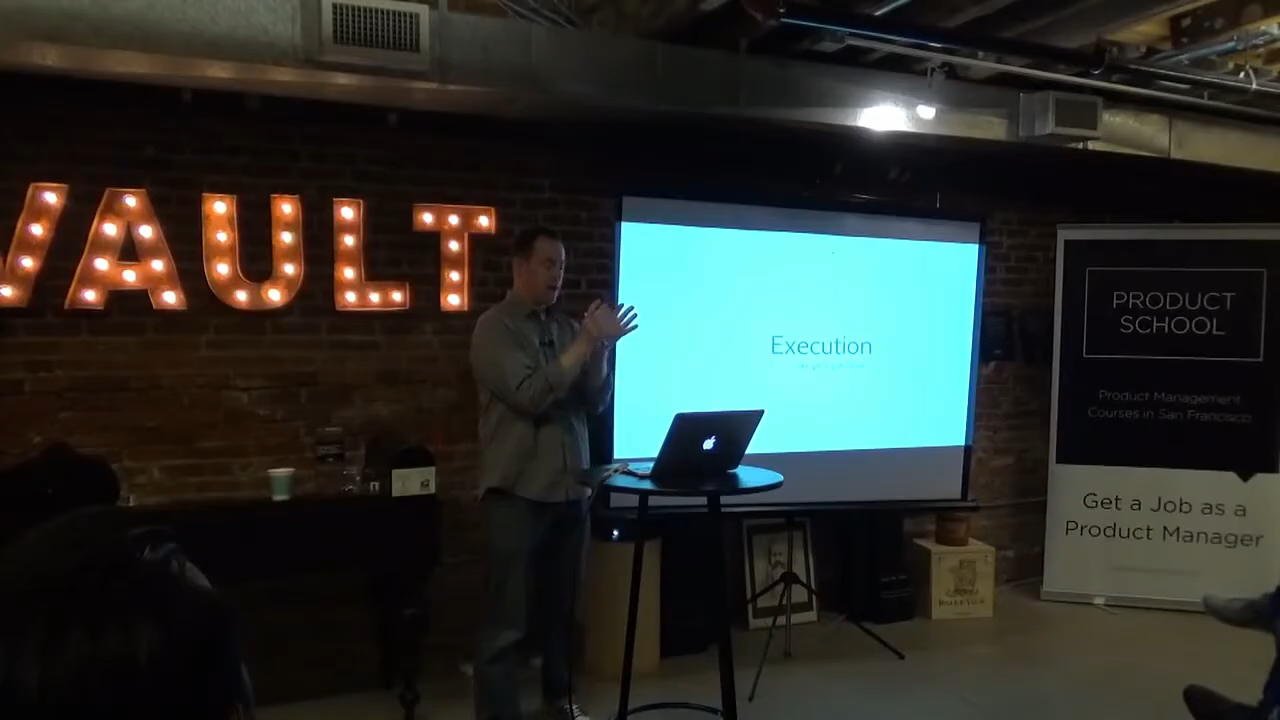 VAULT
Execution
PRODUCT
SCHOOL
Product Management
Courses in San Francisco
Get a Job as a
Product Manager